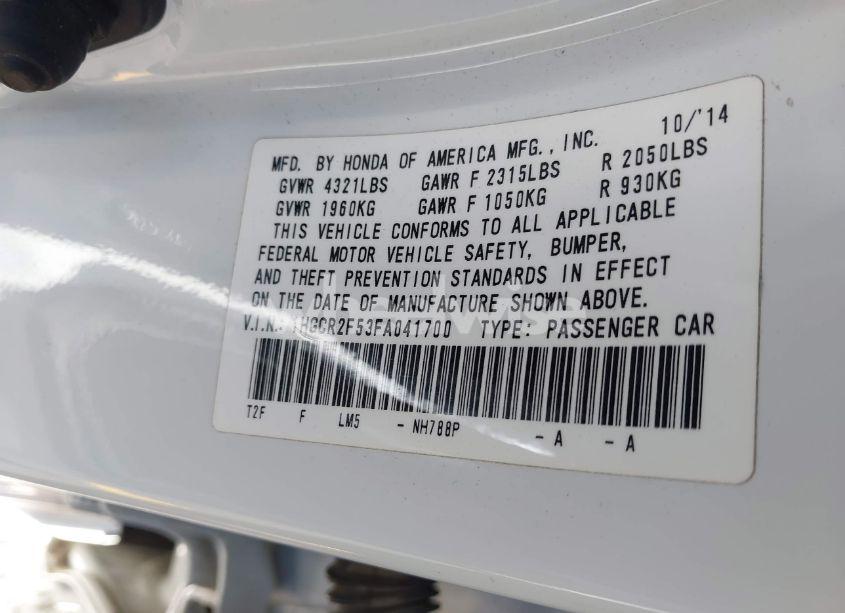 10/'14
MFD. BY HONDA OF AMERICA MFG., INC.
GVWR 4321LBS GAWR F 2315LBS R 2050LBS
GVWR 1960KG GAWR F 1050KG R 930KG
THIS VEHICLE CONFORMS TO ALL APPLICABLE
FEDERAL MOTOR VEHICLE SAFETY, BUMPER,
AND THEFT PREVENTION STANDARDS IN EFFECT
ON THE DATE OF MANUFACTURE SHOWN ABOVE.
V.I.N.: 1HGCR2F53FA041700 TYPE: PASSENGER CAR
T2F F LM5 - NH788P - A - A